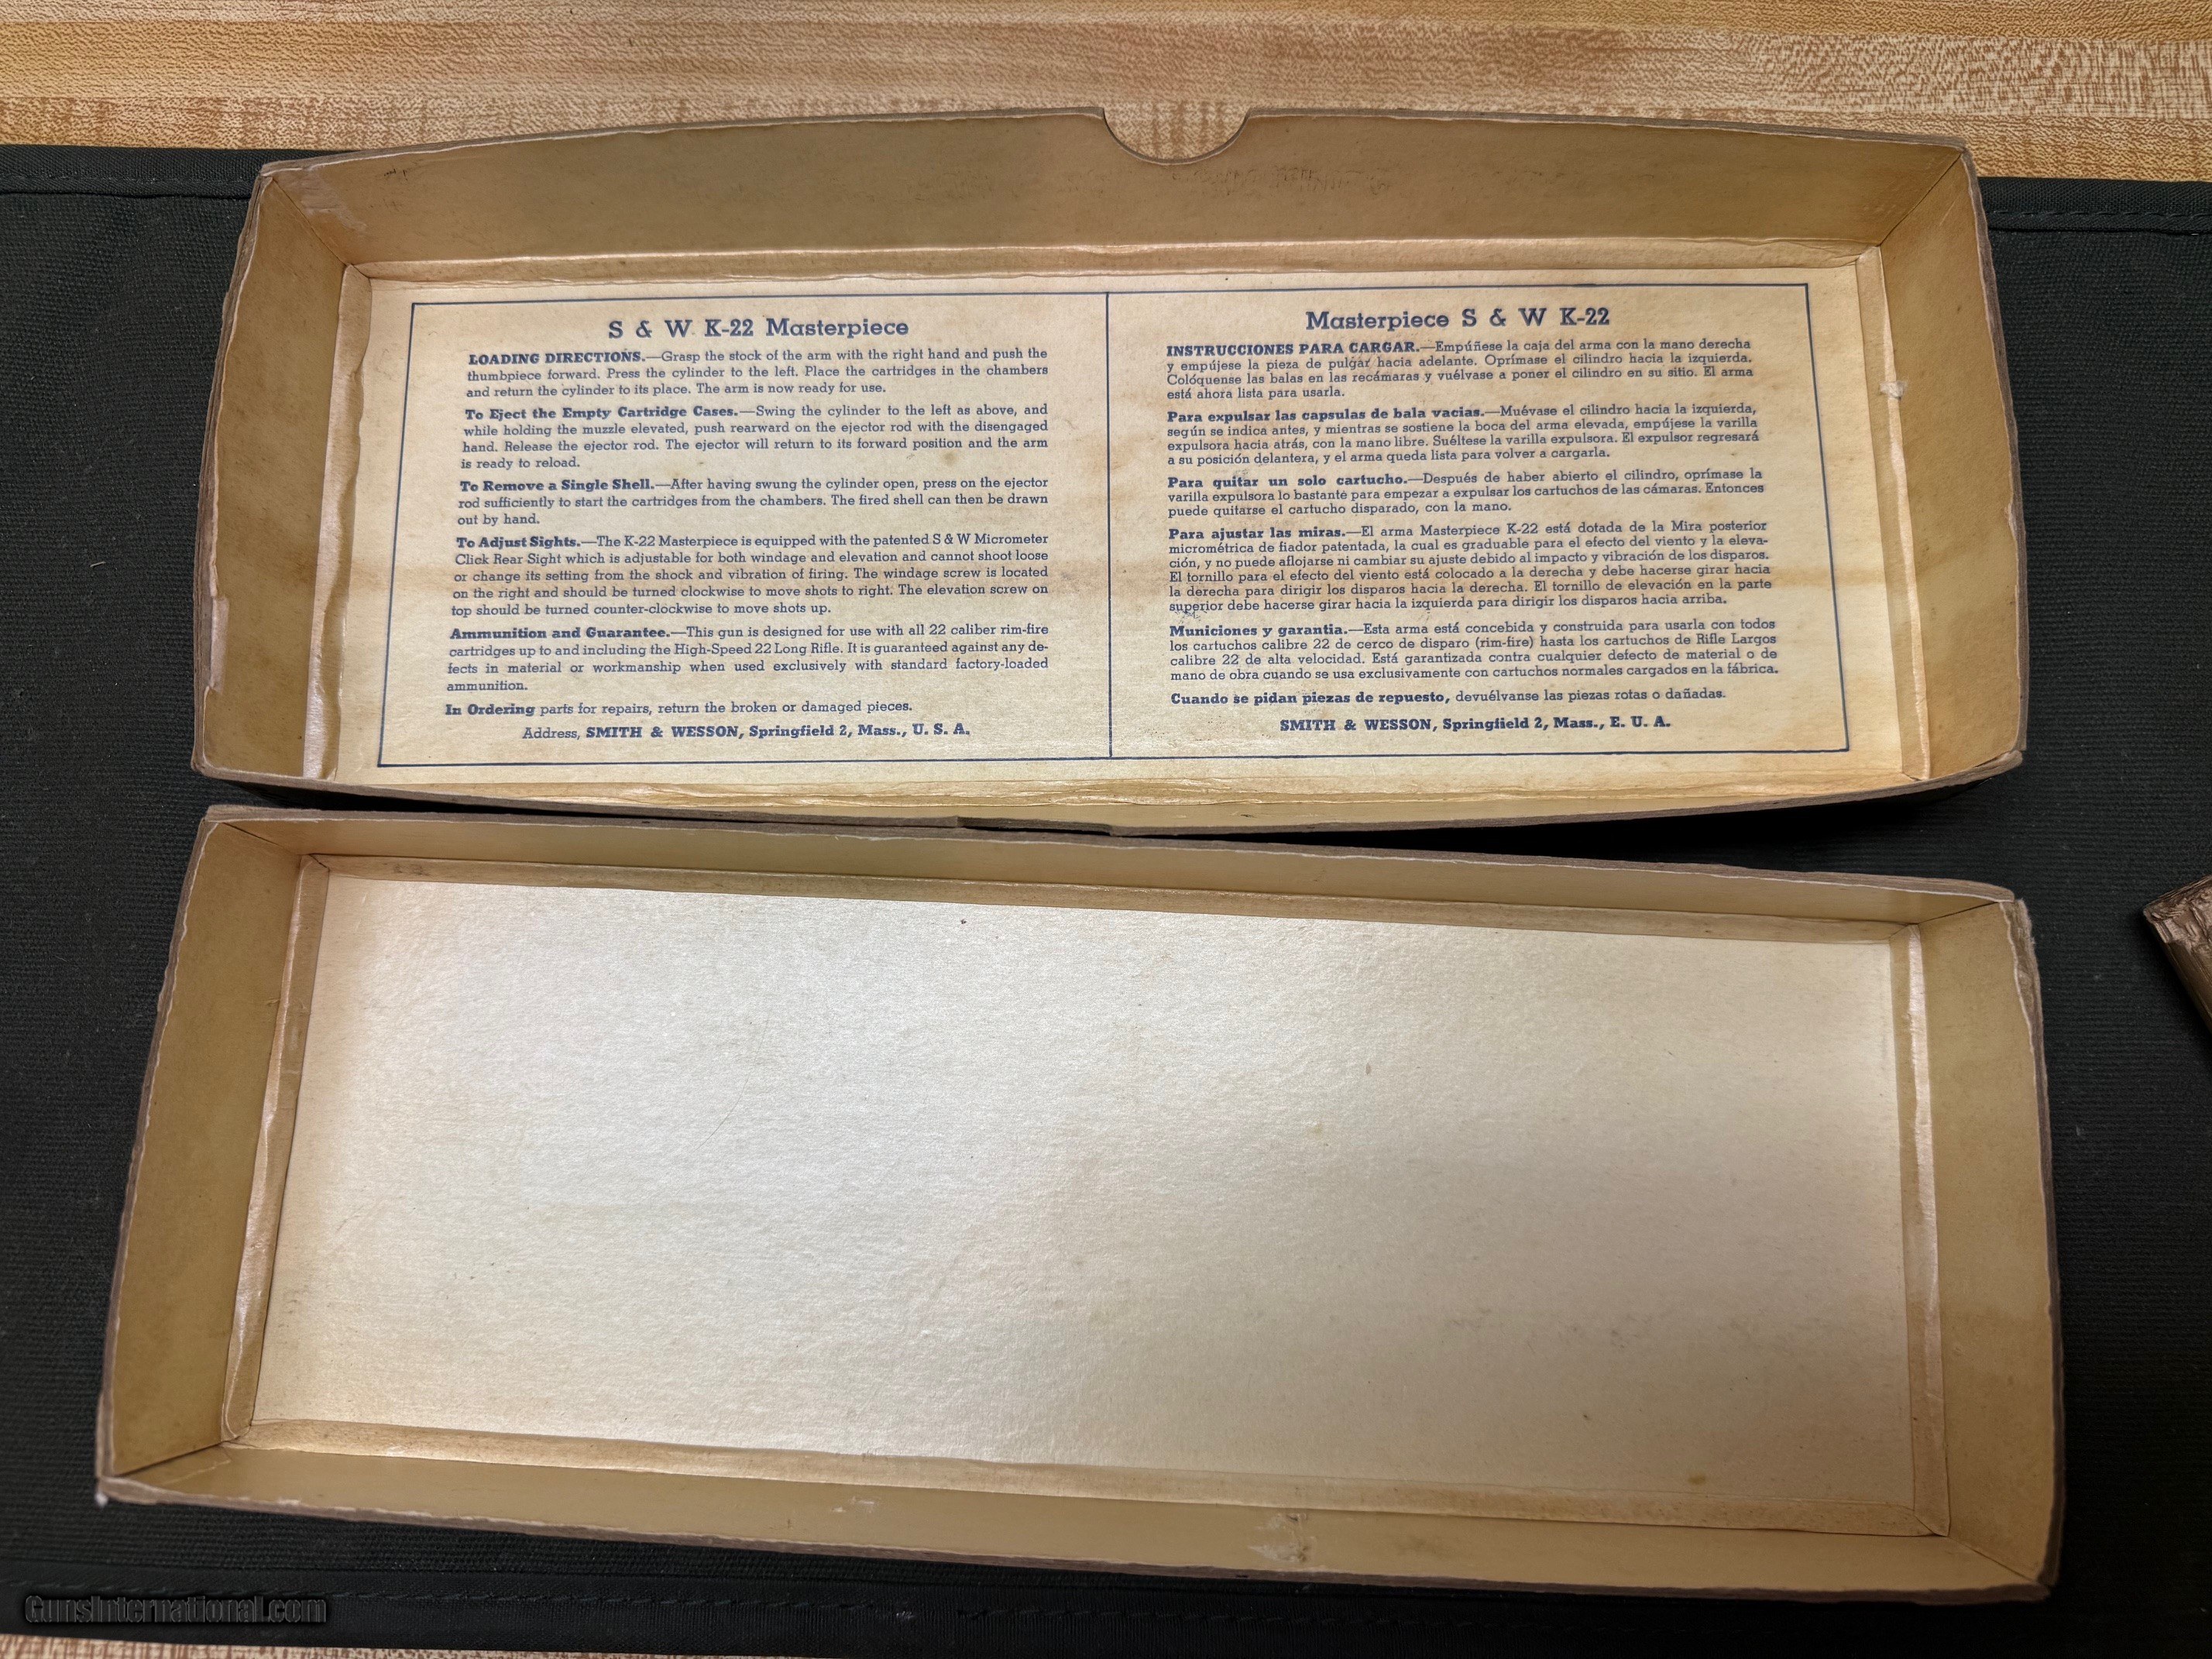 S & W K-22 Masterpiece
LOADING DIRECTIONS.—Grasp the stock of the arm with the right hand and push the
thumbpiece forward. Press the cylinder to the left. Place the cartridges in the chambers
and return the cylinder to its place. The arm is now ready for use.
To Eject the Empty Cartridge Cases.—Swing the cylinder to the left as above, and
while holding the muzzle elevated, push rearward on the ejector rod with the disengaged
hand. Release the ejector rod. The ejector will return to its forward position and the arm
is ready to reload.
To Remove a Single Shell.—After having swung the cylinder open, press on the ejector
rod sufficiently to start the cartridges from the chambers. The fired shell can then be drawn
out by hand.
To Adjust Sights.—The K-22 Masterpiece is equipped with the patented S & W Micrometer
Click Rear Sight which is adjustable for both windage and elevation and cannot shoot loose
or change its setting from the shock and vibration of firing. The windage screw is located
on the right and should be turned clockwise to move shots to right. The elevation screw on
top should be turned counter-clockwise to move shots up.
Ammunition and Guarantee.—This gun is designed for use with all 22 caliber rim-fire
cartridges up to and including the High-Speed 22 Long Rifle. It is guaranteed against any de-
fects in material or workmanship when used exclusively with standard factory-loaded
ammunition.
In Ordering parts for repairs, return the broken or damaged pieces.
Address, SMITH & WESSON, Springfield 2, Mass., U. S. A.
Masterpiece S & W K-22
INSTRUCCIONES PARA CARGAR.—Empúñese la caja del arma con la mano derecha
y empújese la pieza de pulgar hacia adelante. Oprímase el cilindro hacia la izquierda.
Colóquense las balas en las recámaras y vuélvase a poner el cilindro en su sitio. El arma
está ahora lista para usarla.
Para expulsar las capsulas de bala vacias.—Muévase el cilindro hacia la izquierda,
según se indica antes, y mientras se sostiene la boca del arma elevada, empújese la varilla
expulsora hacia atrás, con la mano libre. Suéltese la varilla expulsora. El expulsor regresará
a su posición delantera, y el arma queda lista para volver a cargarla.
Para quitar un solo cartucho.—Después de haber abierto el cilindro, oprímase la
varilla expulsora lo bastante para empezar a expulsar los cartuchos de las cámaras. Entonces
puede quitarse el cartucho disparado, con la mano.
Para ajustar las miras.—El arma Masterpiece K-22 está dotada de la Mira posterior
micrométrica de fiador patentada, la cual es graduable para el efecto del viento y la eleva-
ción, y no puede aflojarse ni cambiar su ajuste debido al impacto y vibración de los disparos.
El tornillo para el efecto del viento está colocado a la derecha y debe hacerse girar hacia
la derecha para dirigir los disparos hacia la derecha. El tornillo de elevación en la parte
superior debe hacerse girar hacia la izquierda para dirigir los disparos hacia arriba.
Municiones y garantia.—Esta arma está concebida y construida para usarla con todos
los cartuchos calibre 22 de cerco de disparo (rim-fire) hasta los cartuchos de Rifle Largos
calibre 22 de alta velocidad. Está garantizada contra cualquier defecto de material o de
mano de obra cuando se usa exclusivamente con cartuchos normales cargados en la fábrica.
Cuando se pidan piezas de repuesto, devuélvanse las piezas rotas o dañadas.
SMITH & WESSON, Springfield 2, Mass., E. U. A.
GunsInternational.com